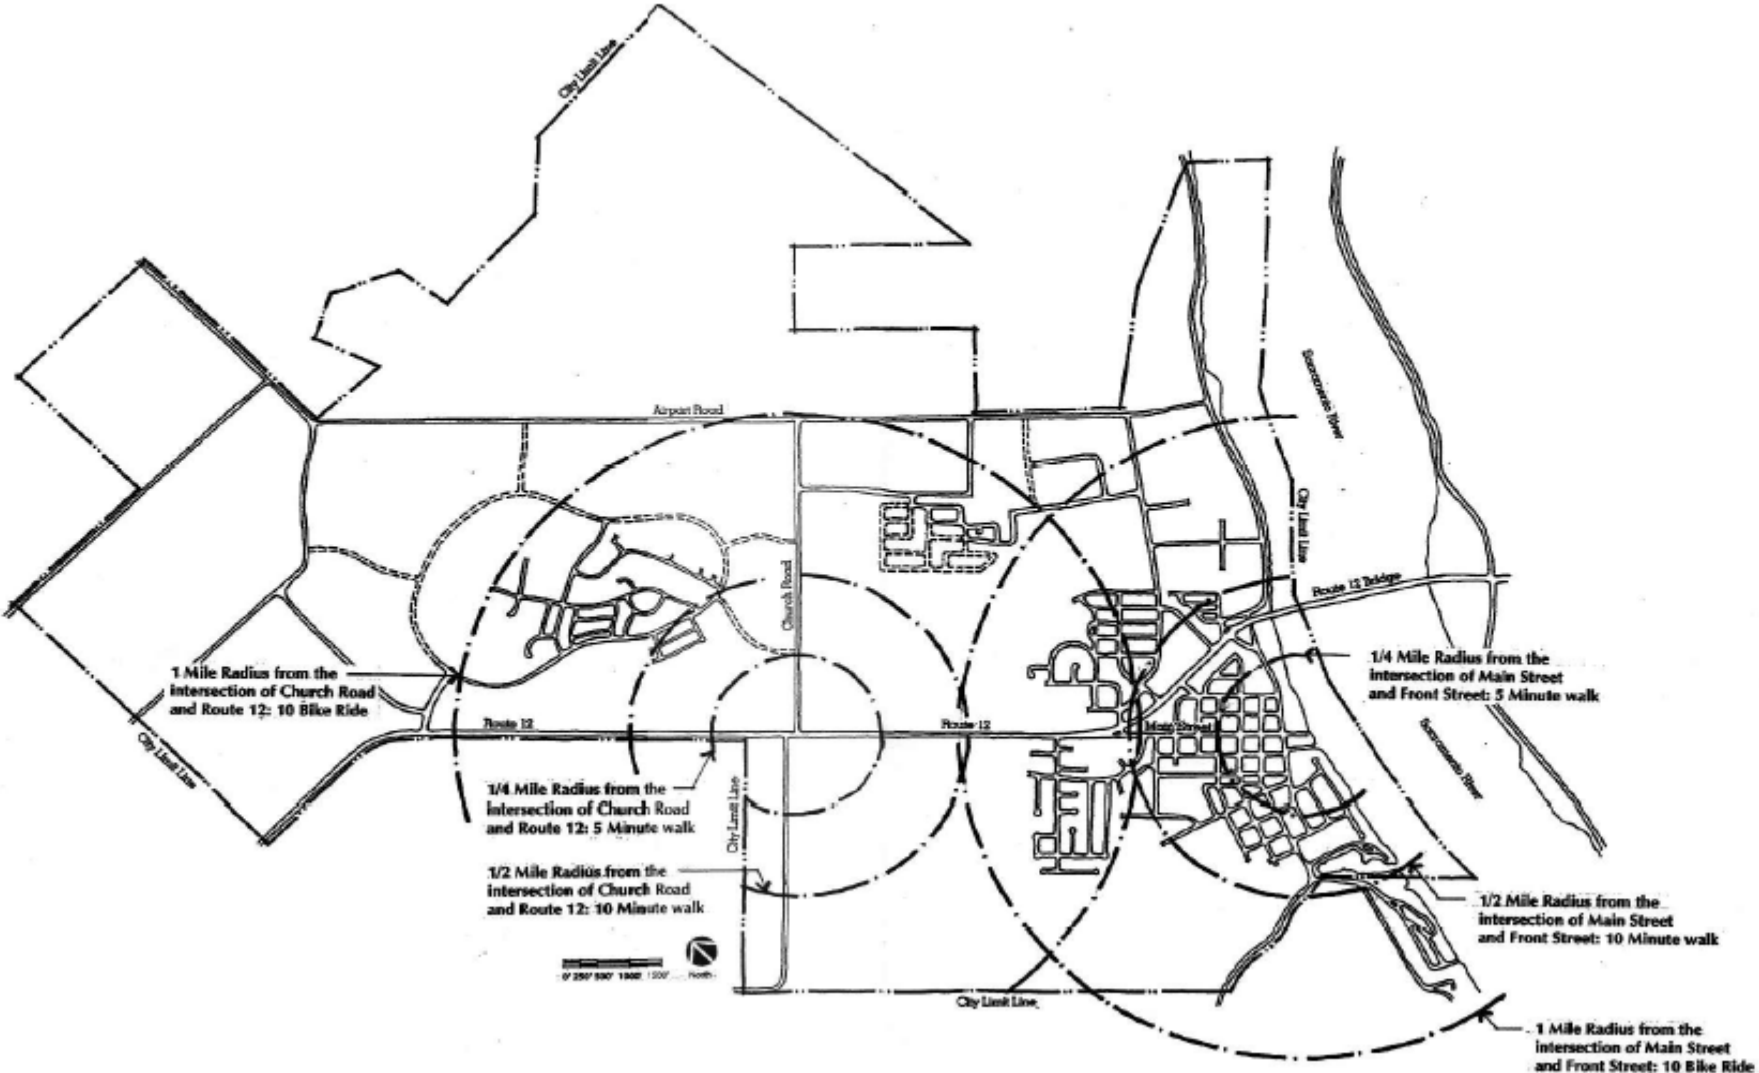 City Limit Line
Airport Road
Sacramento River
City Limit Line
Church Road
Route 12 Bridge
1 Mile Radius from the
intersection of Church Road
and Route 12: 10 Bike Ride
1/4 Mile Radius from the
intersection of Main Street
and Front Street: 5 Minute walk
Route 12
Route 12
Main Street
City Limit Line
Sacramento River
1/4 Mile Radius from the
intersection of Church Road
and Route 12: 5 Minute walk
City Limit Line
1/2 Mile Radius from the
intersection of Church Road
and Route 12: 10 Minute walk
1/2 Mile Radius from the
intersection of Main Street
and Front Street: 10 Minute walk
0' 250' 500' 1000' 1500'
North
City Limit Line
1 Mile Radius from the
intersection of Main Street
and Front Street: 10 Bike Ride